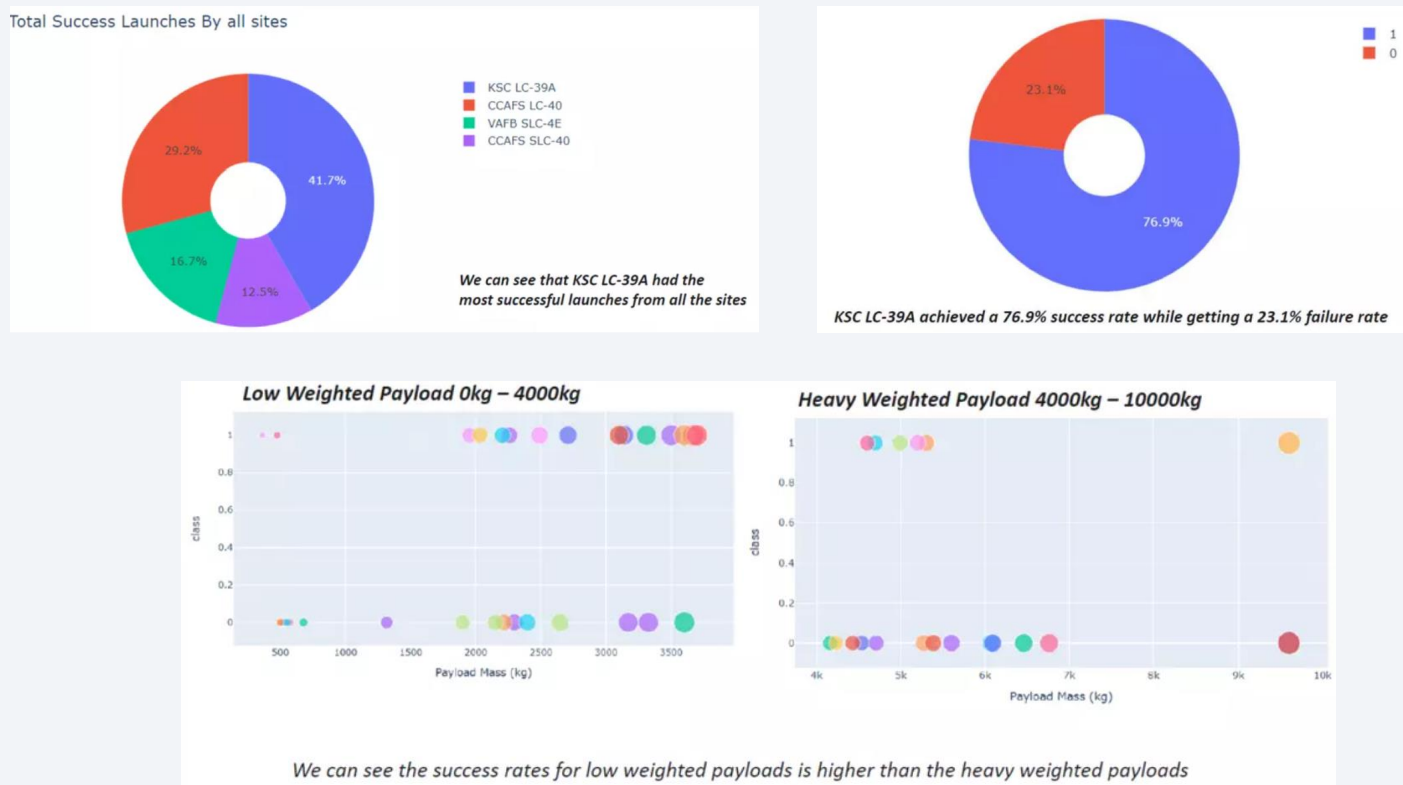 Total Success Launches By all sites
KSC LC-39A
CCAFS LC-40
VAFB SLC-4E
CCAFS SLC-40
29.2%
41.7%
16.7%
12.5%
We can see that KSC LC-39A had the
most successful launches from all the sites
1
0
23.1%
76.9%
KSC LC-39A achieved a 76.9% success rate while getting a 23.1% failure rate
Low Weighted Payload 0kg – 4000kg
1
0.8
0.6
0.4
0.2
0
class
500 1000 1500 2000 2500 3000 3500
Payload Mass (kg)
Heavy Weighted Payload 4000kg – 10000kg
1
0.8
0.6
0.4
0.2
0
class
4k 5k 6k 7k 8k 9k 10k
Payload Mass (kg)
We can see the success rates for low weighted payloads is higher than the heavy weighted payloads